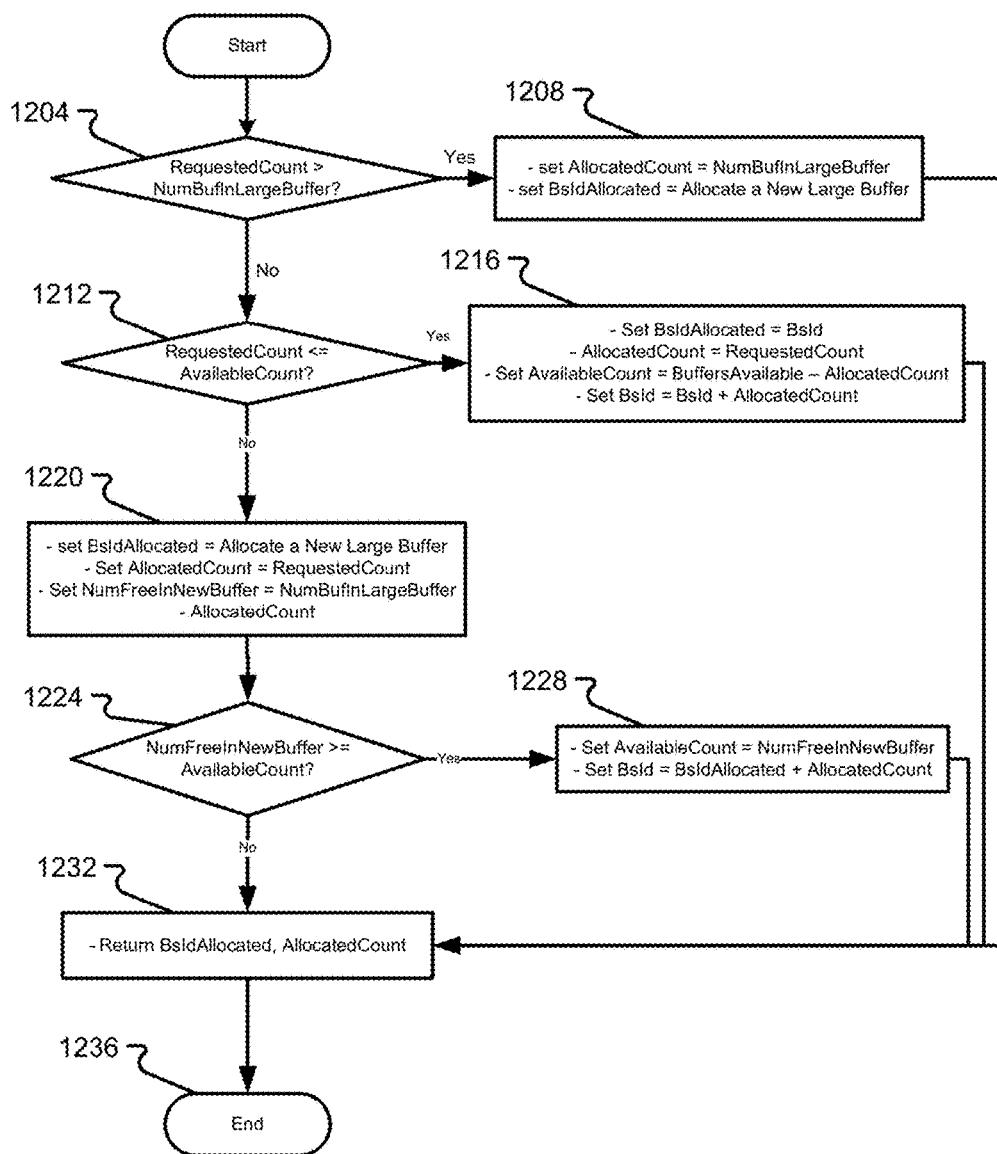 Start
1204
RequestedCount >
NumBufInLargeBuffer?
Yes
1208
- set AllocatedCount = NumBufInLargeBuffer
- set BsIdAllocated = Allocate a New Large Buffer
No
1212
RequestedCount <=
AvailableCount?
Yes
1216
- Set BsIdAllocated = BsId
- AllocatedCount = RequestedCount
- Set AvailableCount = BuffersAvailable – AllocatedCount
- Set BsId = BsId + AllocatedCount
No
1220
- set BsIdAllocated = Allocate a New Large Buffer
- Set AllocatedCount = RequestedCount
- Set NumFreeInNewBuffer = NumBufInLargeBuffer
- AllocatedCount
1224
NumFreeInNewBuffer >=
AvailableCount?
Yes
1228
- Set AvailableCount = NumFreeInNewBuffer
- Set BsId = BsIdAllocated + AllocatedCount
No
1232
- Return BsIdAllocated, AllocatedCount
1236
End